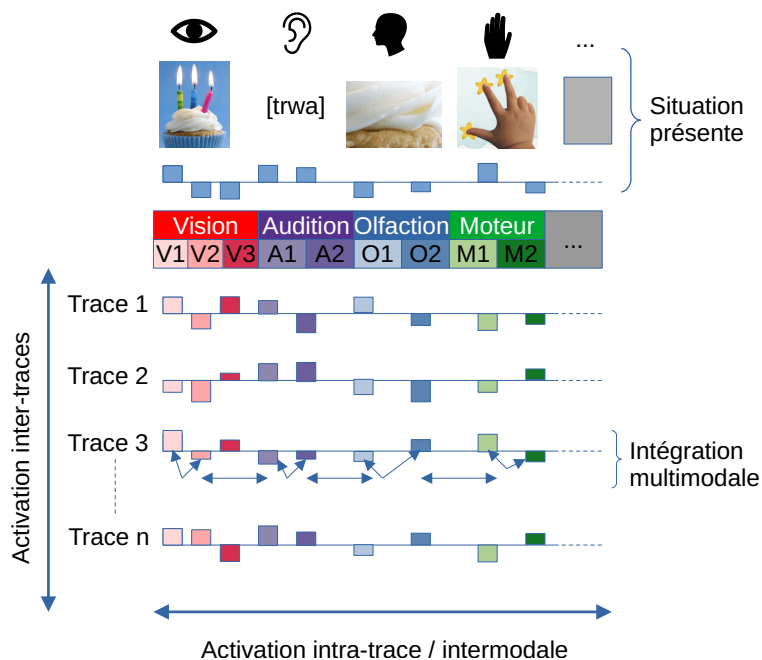 ...
[trwa]
Situation
présente
Vision Audition Olfaction Moteur
V1 V2 V3 A1 A2 O1 O2 M1 M2 ...
Activation inter-traces
Trace 1
Trace 2
Trace 3
Intégration
multimodale
Trace n
Activation intra-trace / intermodale